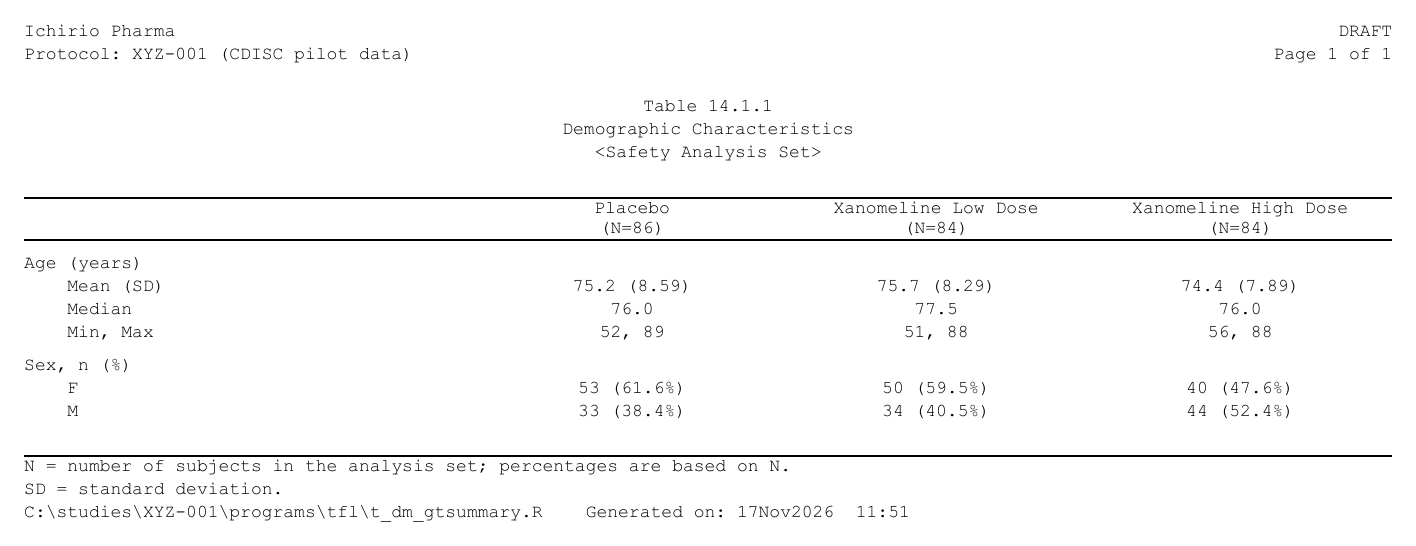 Ichirio Pharma DRAFT
Protocol: XYZ-001 (CDISC pilot data) Page 1 of 1
Table 14.1.1
Demographic Characteristics
<Safety Analysis Set>
Placebo Xanomeline Low Dose Xanomeline High Dose
(N=86) (N=84) (N=84)
Age (years)
Mean (SD) 75.2 (8.59) 75.7 (8.29) 74.4 (7.89)
Median 76.0 77.5 76.0
Min, Max 52, 89 51, 88 56, 88
Sex, n (%)
F 53 (61.6%) 50 (59.5%) 40 (47.6%)
M 33 (38.4%) 34 (40.5%) 44 (52.4%)
N = number of subjects in the analysis set; percentages are based on N.
SD = standard deviation.
C:\studies\XYZ-001\programs\tfl\t_dm_gtsummary.R Generated on: 17Nov2026 11:51